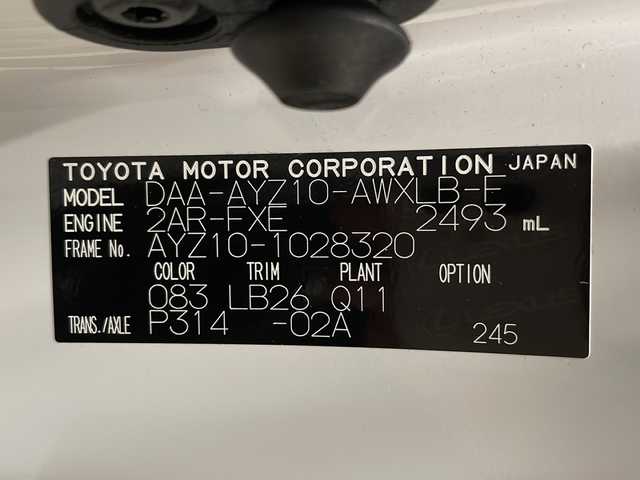 TOYOTA MOTOR CORPORATION JAPAN
MODEL DAA-AYZ10-AWXLB-F
ENGINE 2AR-FXE 2493 mL
FRAME No. AYZ10-1028320
COLOR TRIM PLANT OPTION
083 LB26 Q11
TRANS./AXLE P314 -02A 245